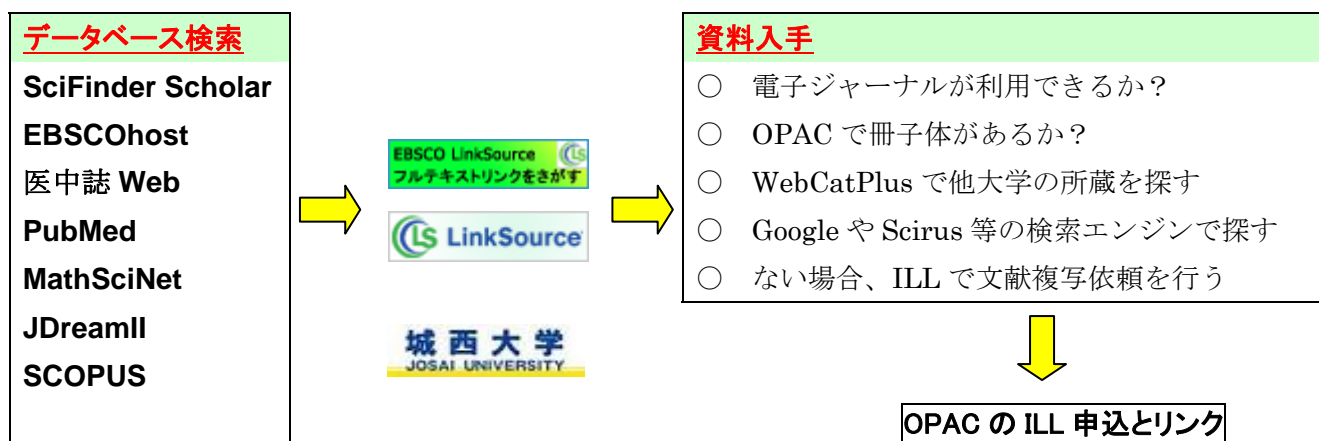 データベース検索
SciFinder Scholar
EBSCOhost
医中誌 Web
PubMed
MathSciNet
JDreamII
SCOPUS
EBSCO LinkSource CLS
フルテキストリンクをさがす
CLS LinkSource
城西大学
JOSAI UNIVERSITY
資料入手
○ 電子ジャーナルが利用できるか？
○ OPAC で冊子体があるか？
○ WebCatPlus で他大学の所蔵を探す
○ Google や Scirus 等の検索エンジンで探す
○ ない場合、ILL で文献複写依頼を行う
OPAC の ILL 申込とリンク